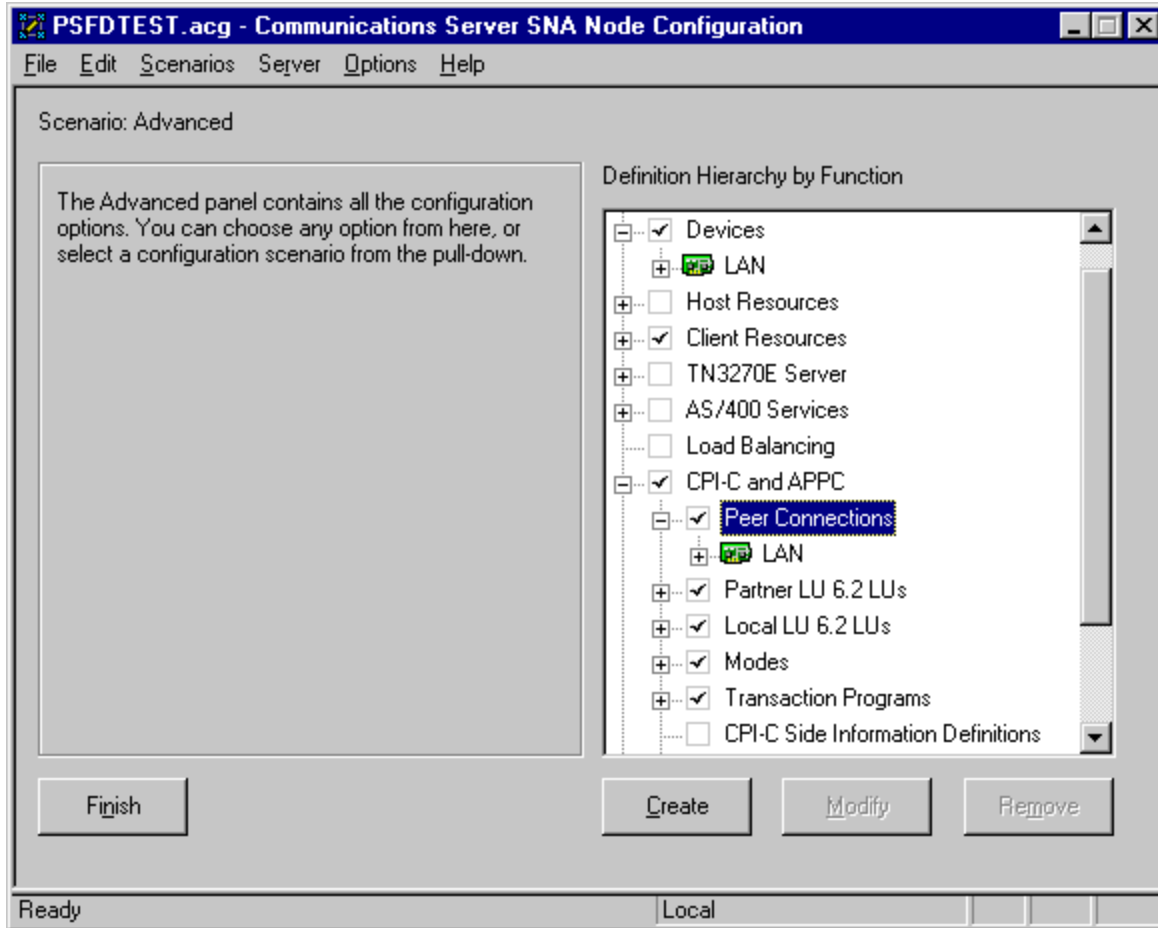 PSFDTEST.acg - Communications Server SNA Node Configuration
File Edit Scenarios Server Options Help
Scenario: Advanced
The Advanced panel contains all the configuration
options. You can choose any option from here, or
select a configuration scenario from the pull-down.
Definition Hierarchy by Function
Devices
LAN
Host Resources
Client Resources
TN3270E Server
AS/400 Services
Load Balancing
CPI-C and APPC
Peer Connections
LAN
Partner LU 6.2 LUs
Local LU 6.2 LUs
Modes
Transaction Programs
CPI-C Side Information Definitions
Finish
Create Modify Remove
Ready Local